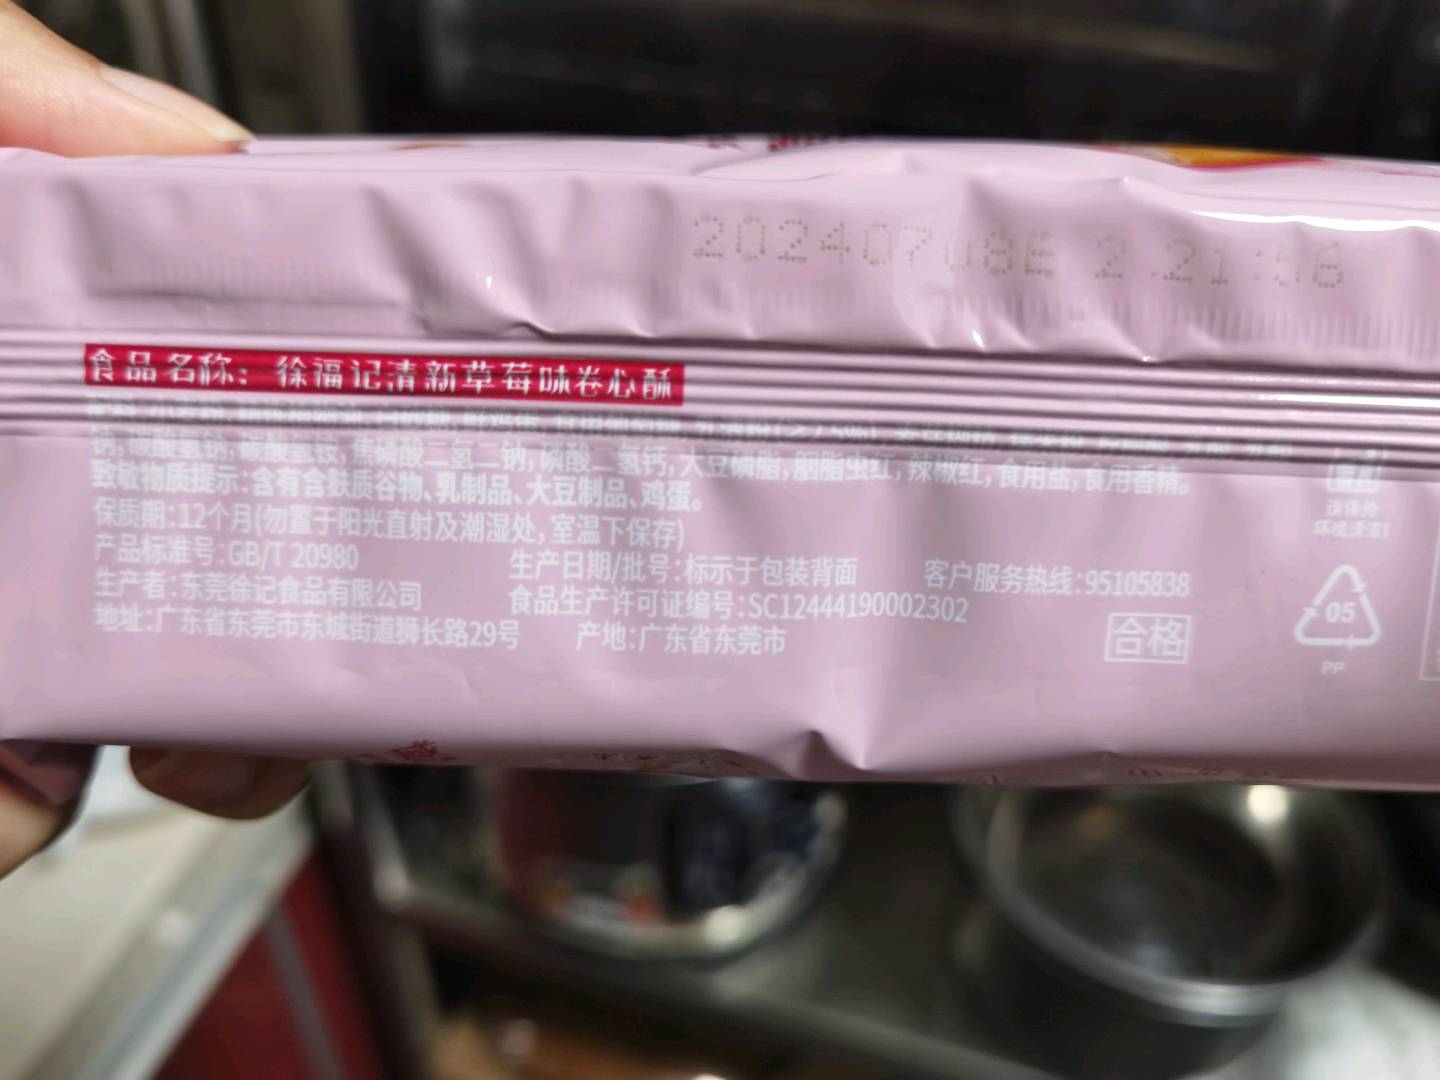 20240708E 2 21:58
食品名称：徐福记清新草莓味卷心酥
钠,碳酸氢钠,碳酸氢铵,焦磷酸二氢二钠,磷酸二氢钙,大豆磷脂,胭脂虫红,辣椒红,食用盐,食用香精。
致敏物质提示:含有含麸质谷物、乳制品、大豆制品、鸡蛋。
保质期:12个月(勿置于阳光直射及潮湿处,室温下保存)
产品标准号:GB/T 20980 生产日期/批号:标示于包装背面 客户服务热线:95105838
生产者:东莞徐记食品有限公司 食品生产许可证编号:SC12444190002302
地址:广东省东莞市东城街道狮长路29号 产地:广东省东莞市
合格
05
PP